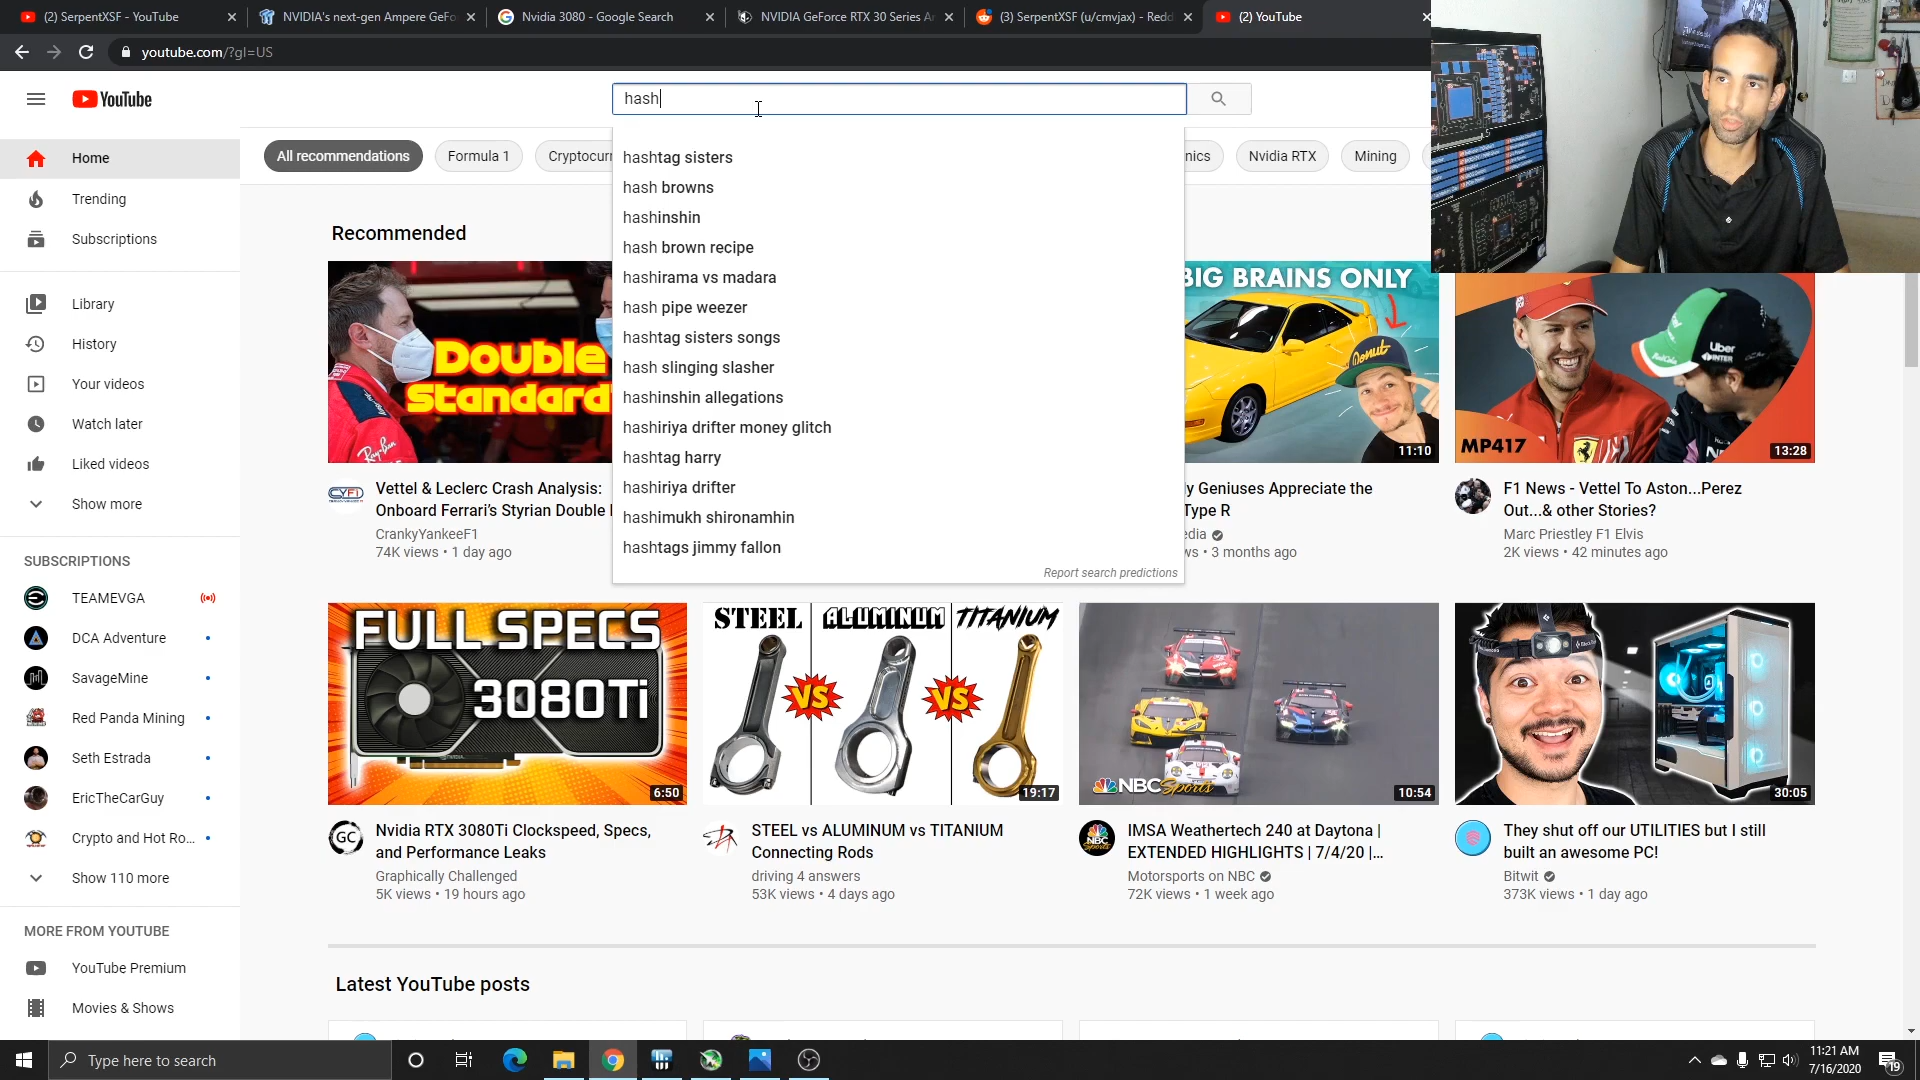 (2) SerpentXSF - YouTube
NVIDIA's next-gen Ampere GeFo
Nvidia 3080 - Google Search
NVIDIA GeForce RTX 30 Series A
(3) SerpentXSF (u/cmvjax) - Redd
(2) YouTube
youtube.com/?gl=US
YouTube
hash
All recommendations
Formula 1
Cryptocurr
nics
Nvidia RTX
Mining
Home
Trending
Subscriptions
Library
History
Your videos
Watch later
Liked videos
Show more
SUBSCRIPTIONS
TEAMEVGA
DCA Adventure
SavageMine
Red Panda Mining
Seth Estrada
EricTheCarGuy
Crypto and Hot Ro...
Show 110 more
MORE FROM YOUTUBE
YouTube Premium
Movies & Shows
hashtag sisters
hash browns
hashinshin
hash brown recipe
hashirama vs madara
hash pipe weezer
hashtag sisters songs
hash slinging slasher
hashinshin allegations
hashiriya drifter money glitch
hashtag harry
hashiriya drifter
hashimukh shironamhin
hashtags jimmy fallon
Report search predictions
Recommended
Double
Standard
Ray-Ban
CYF1
Vettel & Leclerc Crash Analysis:
Onboard Ferrari's Styrian Double
CrankyYankeeF1
74K views • 1 day ago
BIG BRAINS ONLY
Donut
11:10
y Geniuses Appreciate the
Type R
edia
ws • 3 months ago
Uber
INTER
MP417
13:28
F1 News - Vettel To Aston...Perez
Out...& other Stories?
Marc Priestley F1 Elvis
2K views • 42 minutes ago
FULL SPECS
3080Ti
6:50
GC
Nvidia RTX 3080Ti Clockspeed, Specs,
and Performance Leaks
Graphically Challenged
5K views • 19 hours ago
STEEL ALUMINUM TITANIUM
VS VS
19:17
STEEL vs ALUMINUM vs TITANIUM
Connecting Rods
driving 4 answers
53K views • 4 days ago
NBC Sports
10:54
IMSA Weathertech 240 at Daytona |
EXTENDED HIGHLIGHTS | 7/4/20 |...
Motorsports on NBC
72K views • 1 week ago
30:05
They shut off our UTILITIES but I still
built an awesome PC!
Bitwit
373K views • 1 day ago
Latest YouTube posts
Type here to search
11:21 AM
7/16/2020
19